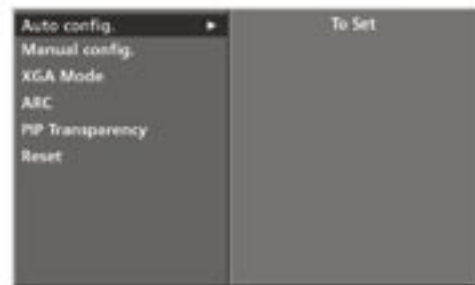 Auto config. ► To Set
Manual config.
XGA Mode
ARC
PIP Transparency
Reset